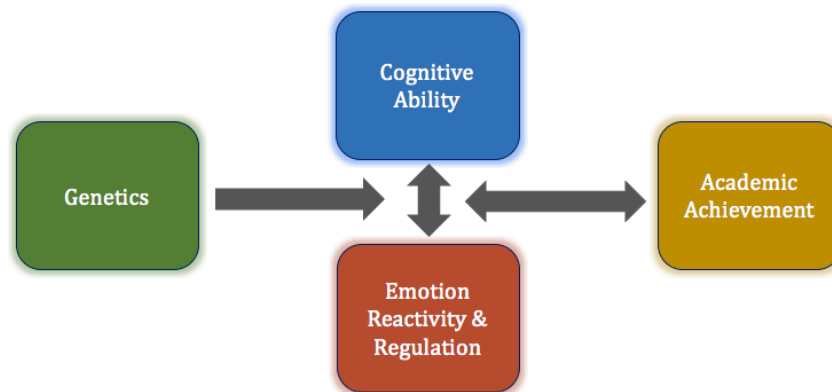 Cognitive
Ability
Genetics
Academic
Achievement
Emotion
Reactivity &
Regulation